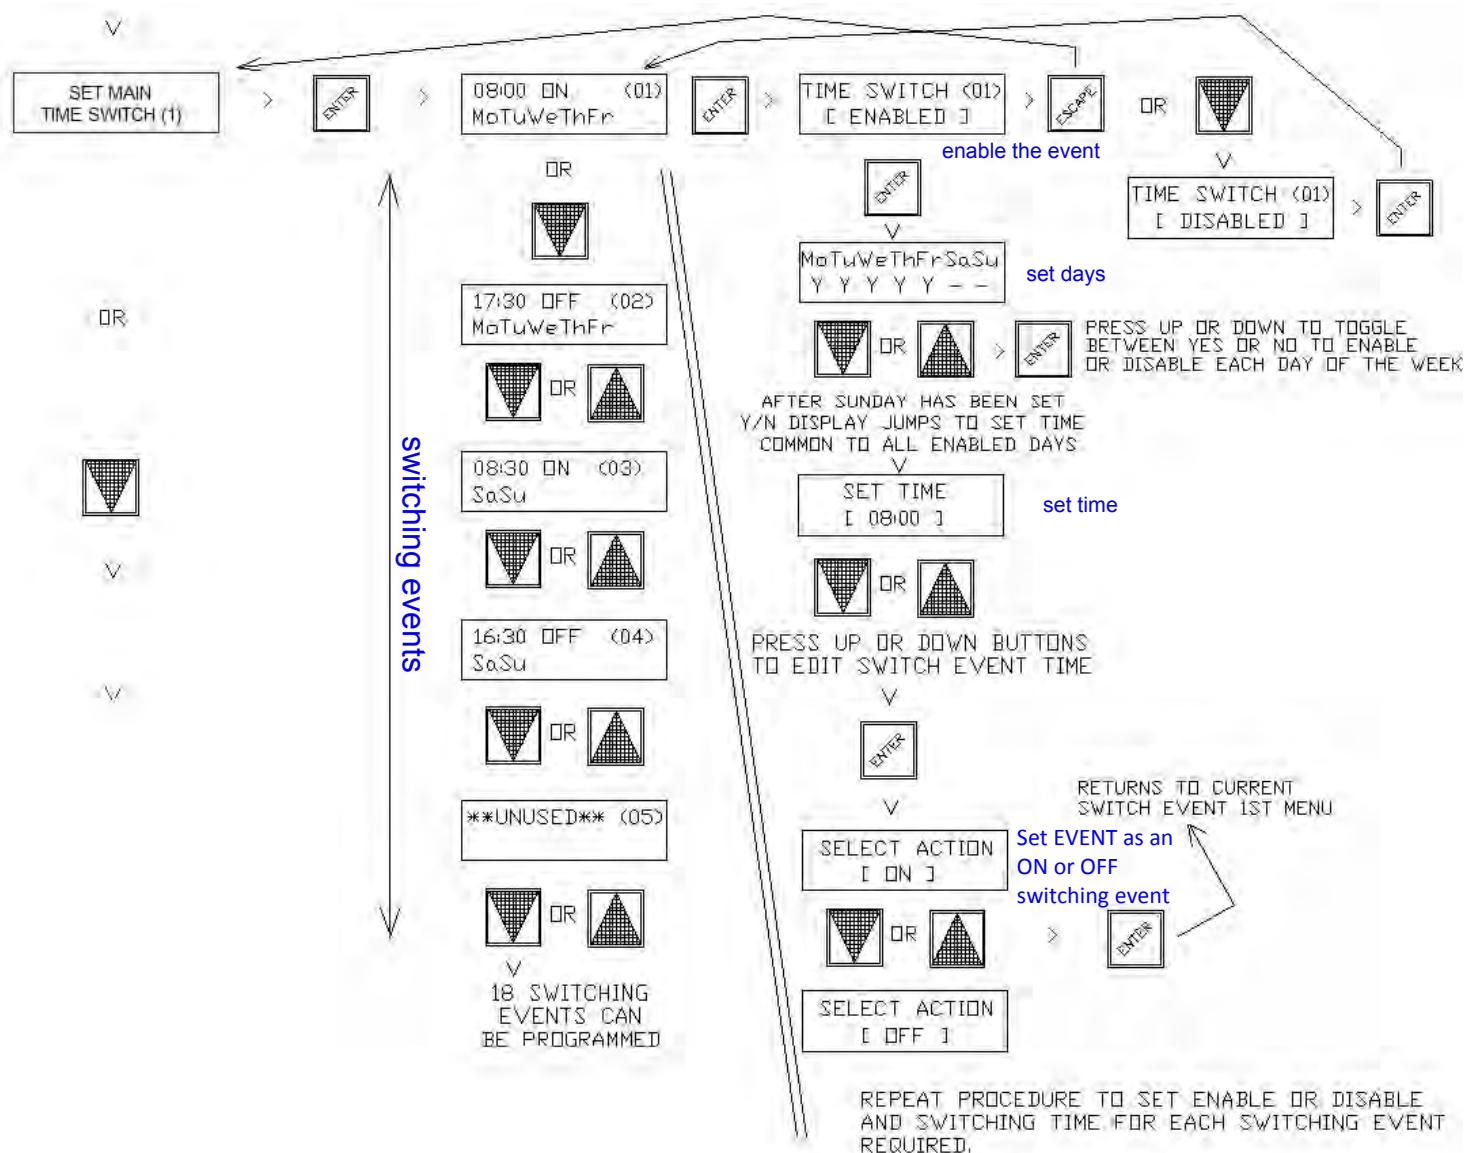 SET MAIN
TIME SWITCH (1)
ENTER
08:00 ON (01)
MoTuWeThFr
ENTER
TIME SWITCH (01)
[ ENABLED ]
ESCAPE
OR
enable the event
TIME SWITCH (01)
[ DISABLED ]
ENTER
OR
OR
switching events
17:30 OFF (02)
MoTuWeThFr
OR
08:30 ON (03)
SaSu
OR
16:30 OFF (04)
SaSu
OR
**UNUSED** (05)
OR
18 SWITCHING
EVENTS CAN
BE PROGRAMMED
ENTER
MoTuWeThFrSaSu
Y Y Y Y Y - -
set days
OR
ENTER
PRESS UP OR DOWN TO TOGGLE
BETWEEN YES OR NO TO ENABLE
OR DISABLE EACH DAY OF THE WEEK
AFTER SUNDAY HAS BEEN SET
Y/N DISPLAY JUMPS TO SET TIME
COMMON TO ALL ENABLED DAYS
SET TIME
[ 08:00 ]
set time
OR
PRESS UP OR DOWN BUTTONS
TO EDIT SWITCH EVENT TIME
ENTER
RETURNS TO CURRENT
SWITCH EVENT 1ST MENU
SELECT ACTION
[ ON ]
Set EVENT as an
ON or OFF
switching event
OR
ENTER
SELECT ACTION
[ OFF ]
REPEAT PROCEDURE TO SET ENABLE OR DISABLE
AND SWITCHING TIME FOR EACH SWITCHING EVENT
REQUIRED.